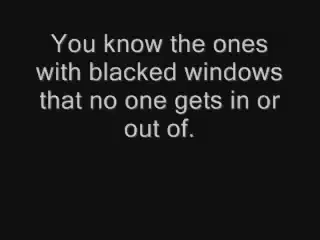 You know the ones
with blacked windows
that no one gets in or
out of.